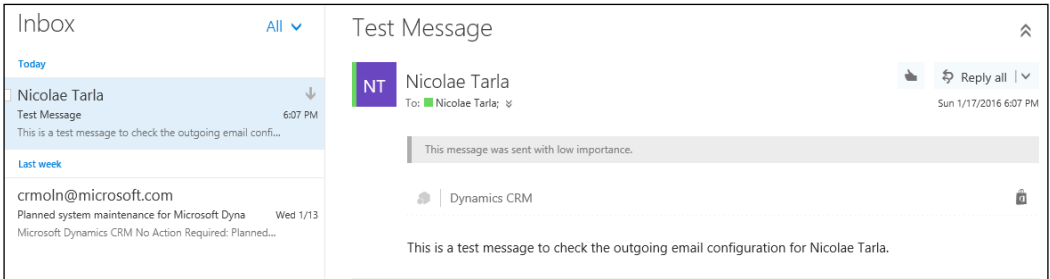 Inbox
All
Today
Nicolae Tarla
Test Message 6:07 PM
This is a test message to check the outgoing email confi...
Last week
crmoln@microsoft.com
Planned system maintenance for Microsoft Dyna Wed 1/13
Microsoft Dynamics CRM No Action Required: Planned...
Test Message
NT
Nicolae Tarla
To: Nicolae Tarla;
Reply all
Sun 1/17/2016 6:07 PM
This message was sent with low importance.
Dynamics CRM
This is a test message to check the outgoing email configuration for Nicolae Tarla.